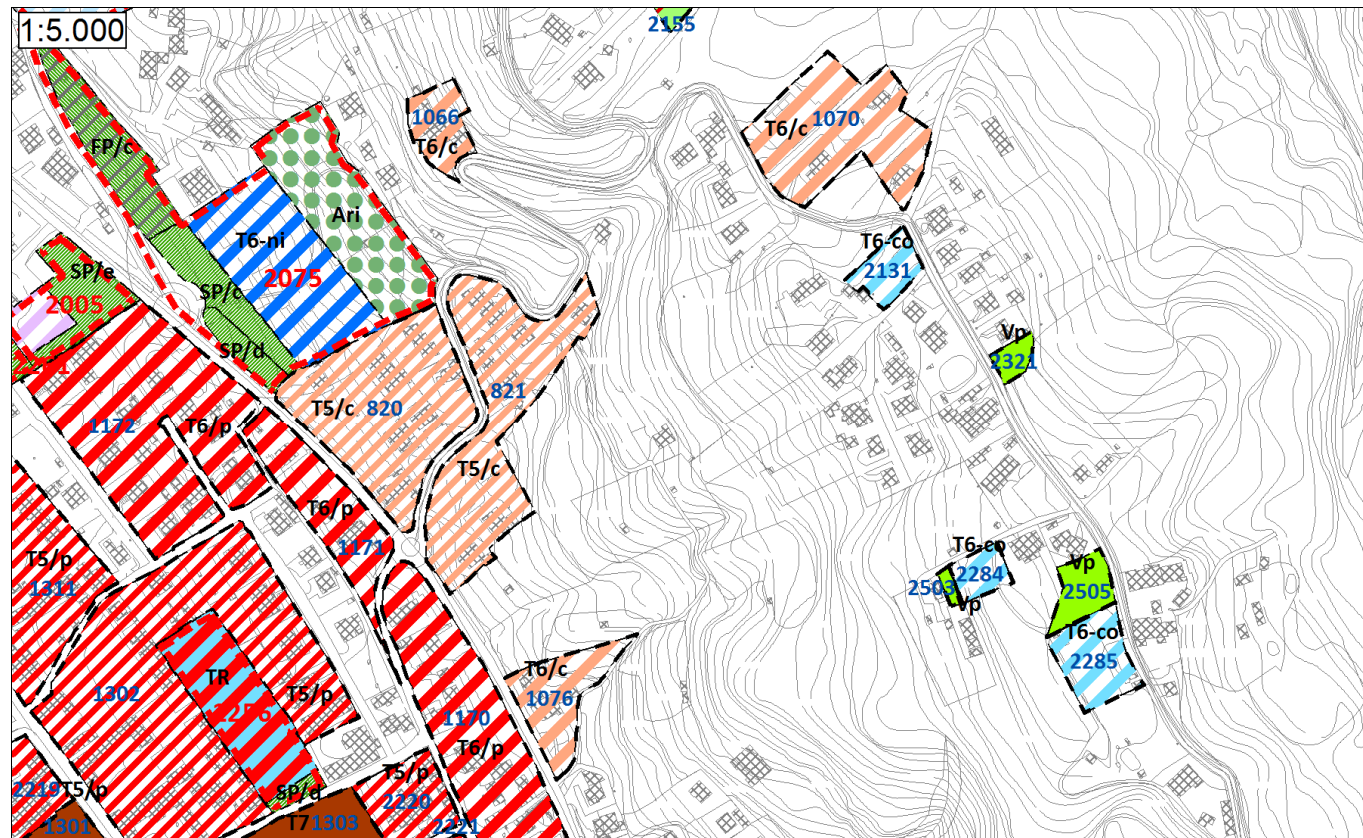 1:5.000
2155
1066
T6/c
T6/c 1070
FP/c
Ari
T6-ni
2075
T6-co
2131
SP/e
2005
SP/c
SP/d
Vp
2321
T5/c 820
821
1172
T6/p
T5/c
T6/p
1171
T5/p
1311
T6-co
2284
2503
Vp
Vp
2505
T6-co
2285
TR
2256
1302
T5/p
T6/c
1076
1170
T6/p
T5/p
2220
2219
T5/p
SP/d
1301
T7 1303
2221